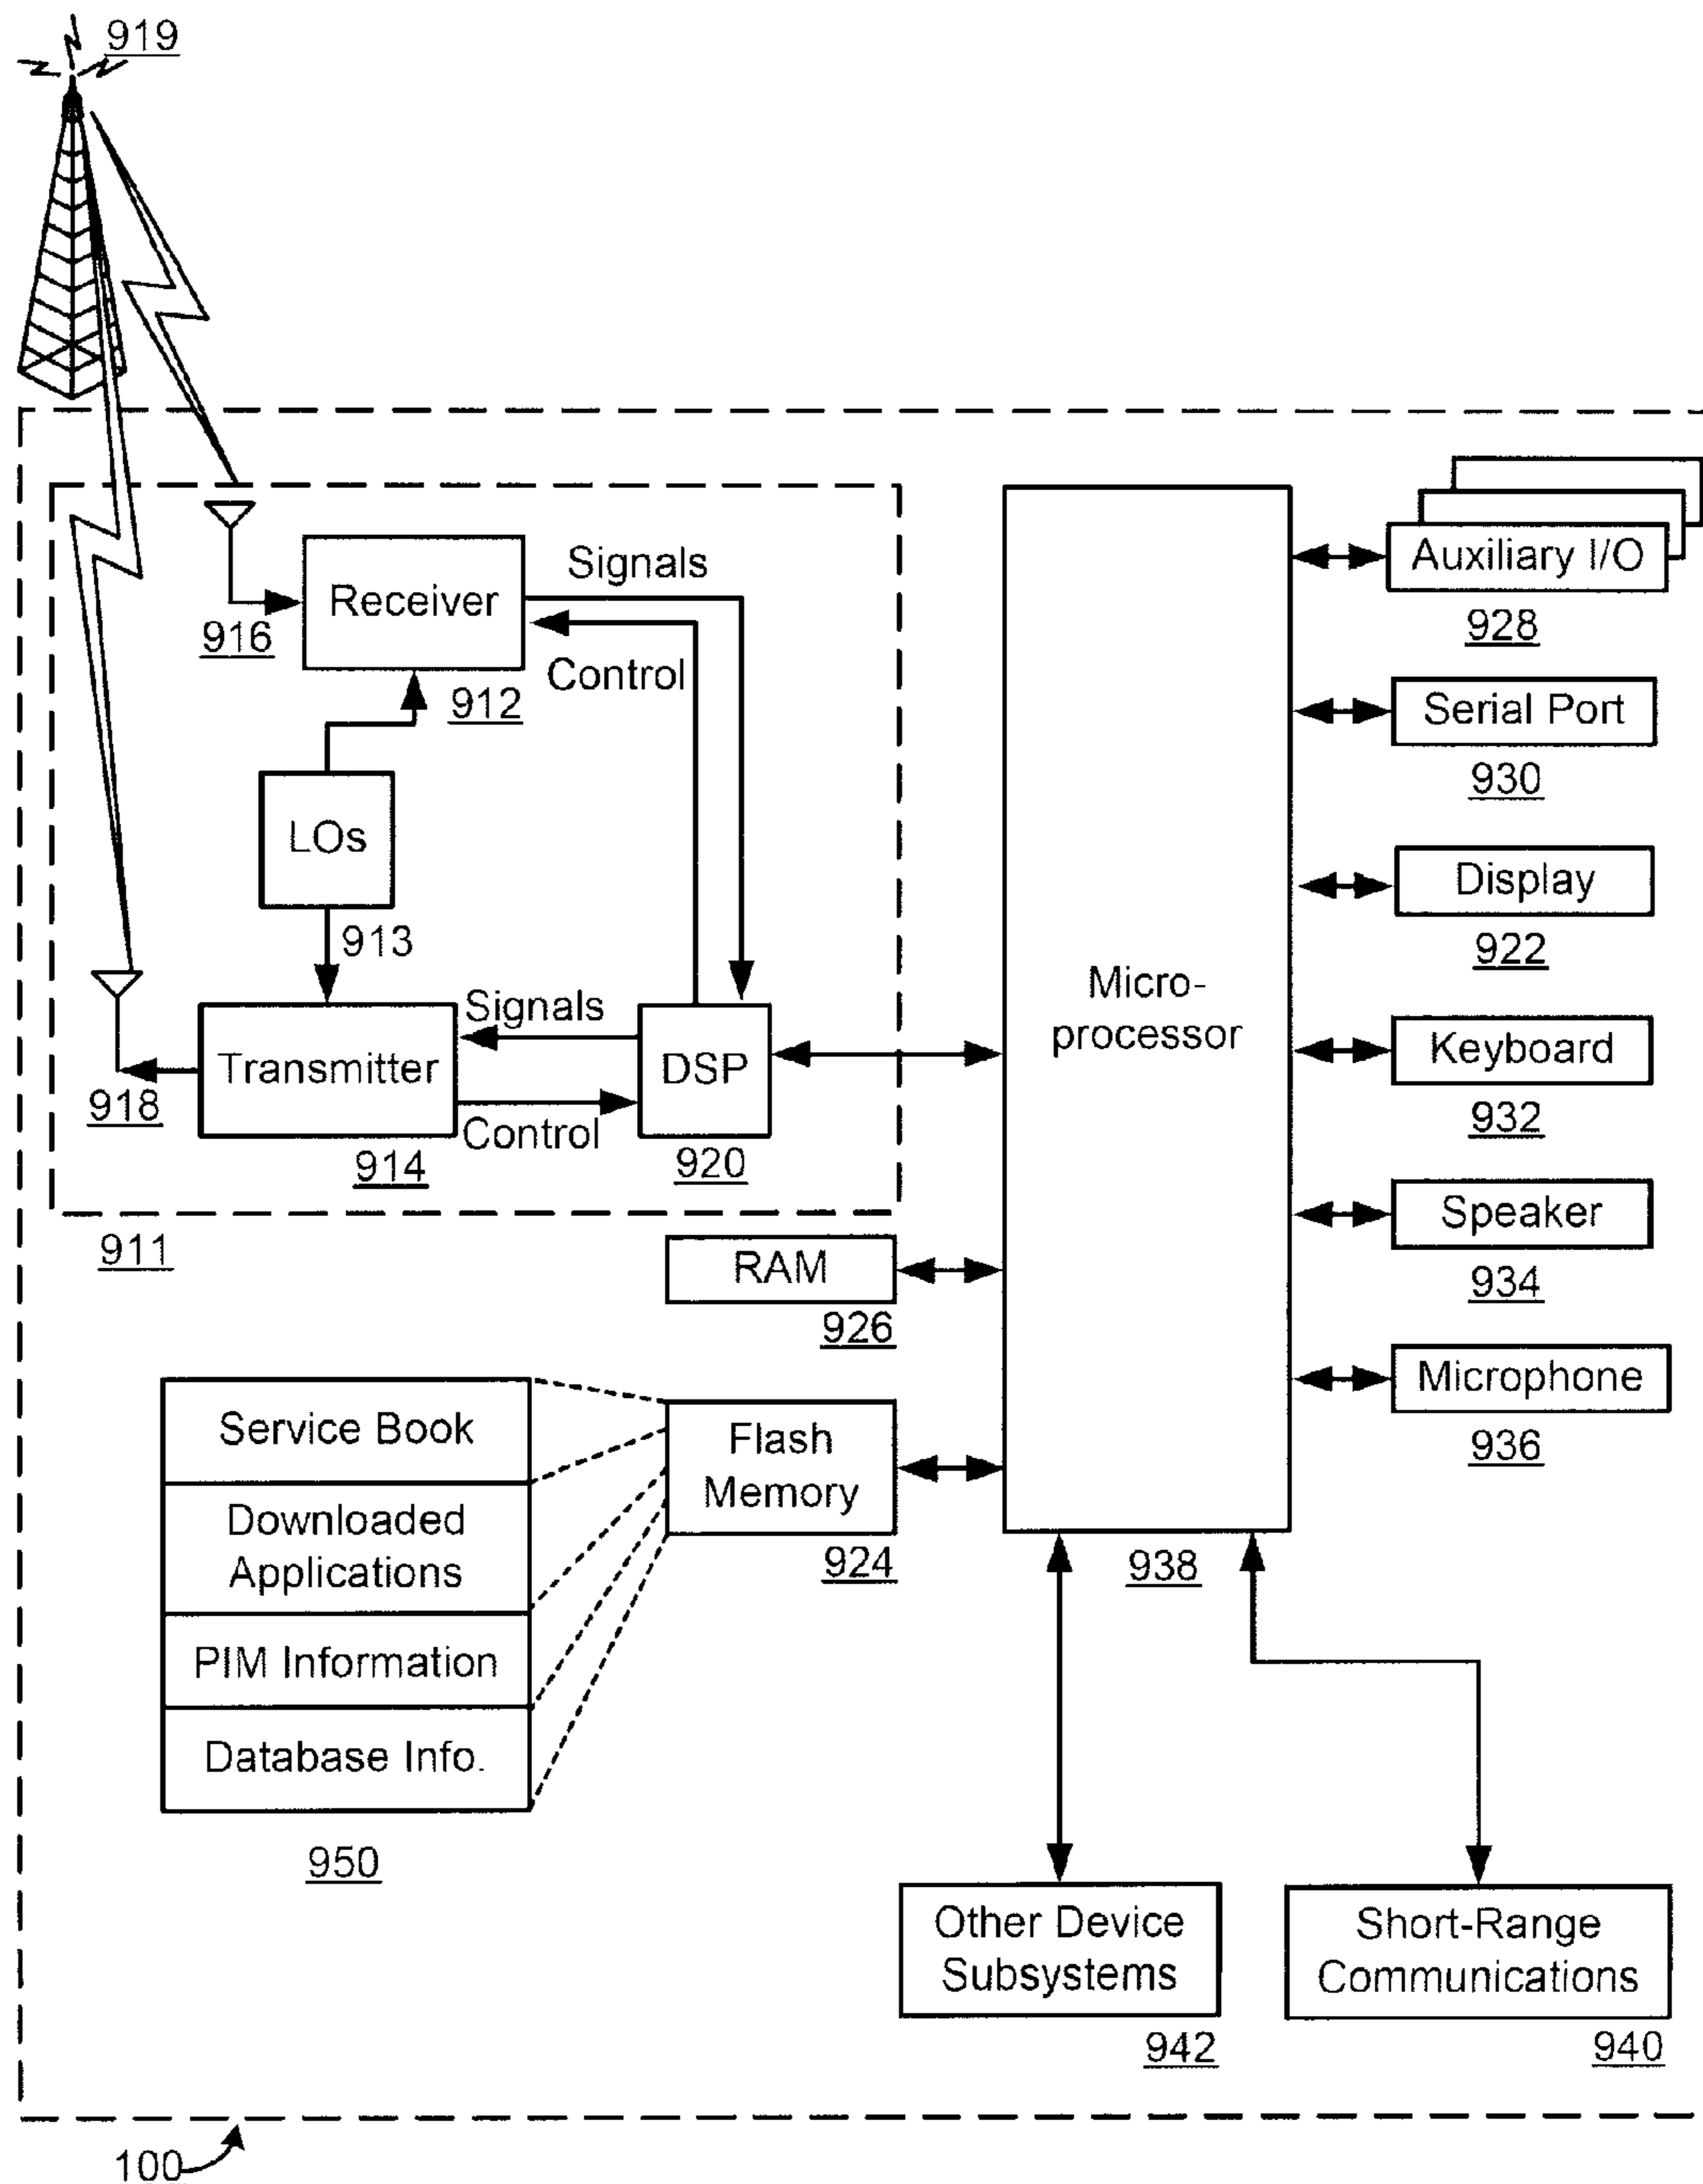 919
Receiver
Signals
916
Control
912
LOs
913
Signals
Transmitter
DSP
918
Control
914
920
911
Micro-
processor
938
Auxiliary I/O
928
Serial Port
930
Display
922
Keyboard
932
Speaker
934
Microphone
936
RAM
926
Flash
Memory
924
Service Book
Downloaded
Applications
PIM Information
Database Info.
950
Other Device
Subsystems
942
Short-Range
Communications
940
100